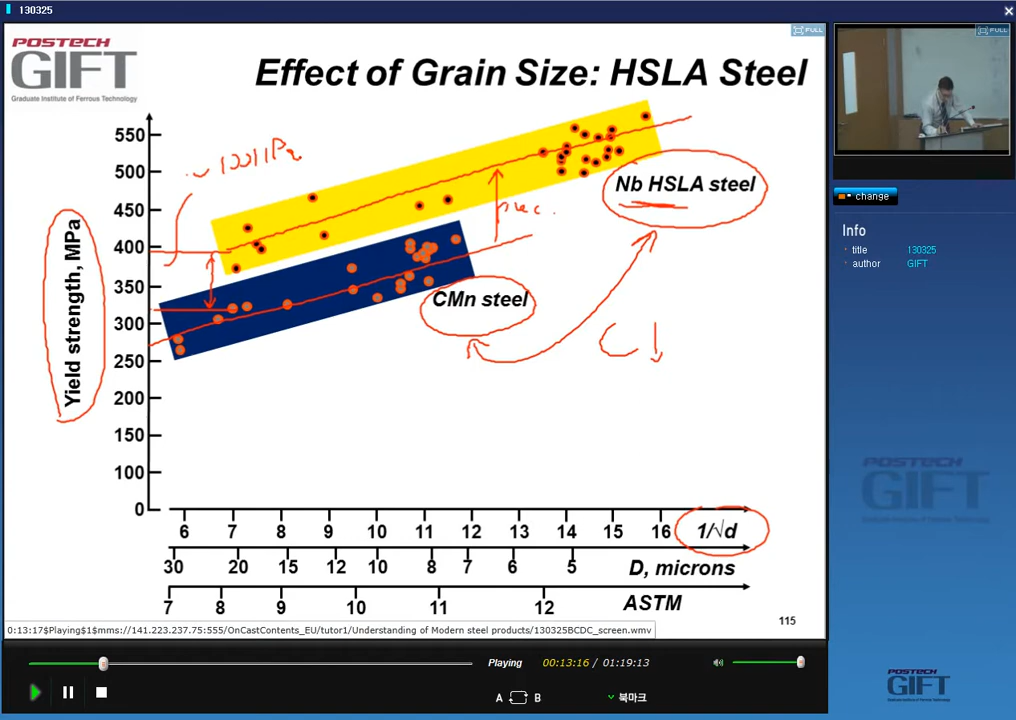 130325
FULL
POSTECH
GIFT
Graduate Institute of Ferrous Technology
Effect of Grain Size: HSLA Steel
FULL
change
Info
title 130325
author GIFT
550
500
450
400
350
300
250
200
150
100
0
Yield strength, MPa
Nb HSLA steel
prec.
CMn steel
C↓
6 7 8 9 10 11 12 13 14 15 16 1/√d
30 20 15 12 10 8 7 6 5 D, microns
7 8 9 10 11 12 ASTM
115
0:13:17$Playing$1$mms://141.223.237.75:555/OnCastContents_EU/tutor1/Understanding of Modern steel products/130325BCDC_screen.wmv
Playing 00:13:16 / 01:19:13
A B 북마크
POSTECH
GIFT
POSTECH
GIFT